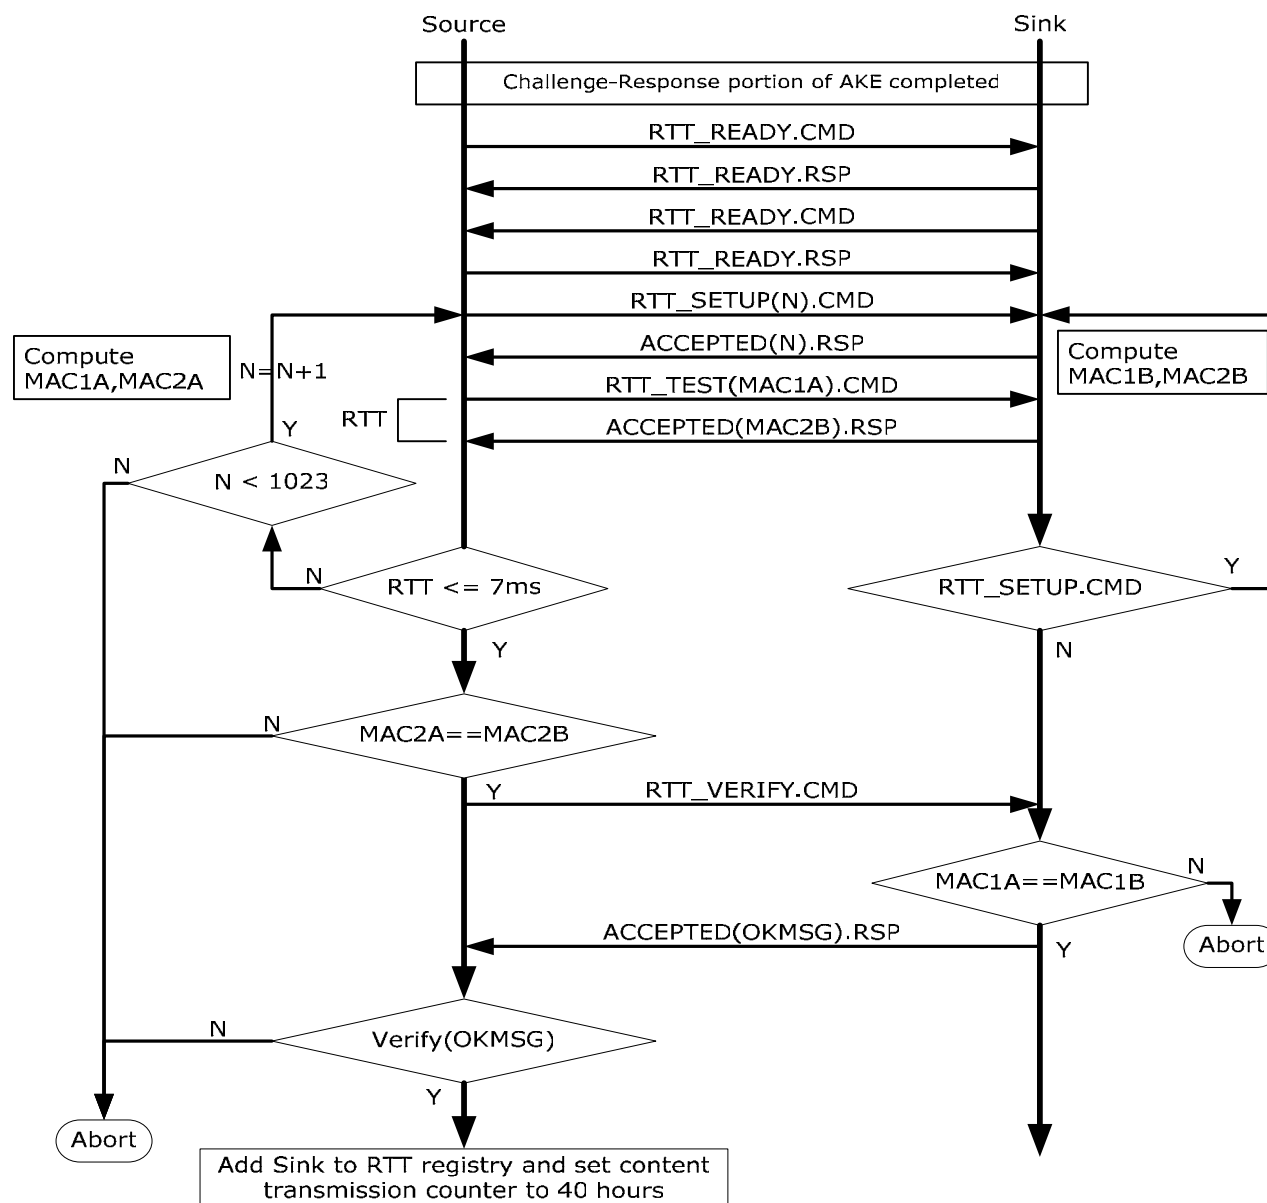 Source
Sink
Challenge-Response portion of AKE completed
RTT_READY.CMD
RTT_READY.RSP
RTT_READY.CMD
RTT_READY.RSP
RTT_SETUP(N).CMD
Compute
MAC1A,MAC2A
N=N+1
ACCEPTED(N).RSP
Compute
MAC1B,MAC2B
RTT_TEST(MAC1A).CMD
RTT
ACCEPTED(MAC2B).RSP
Y
N
N < 1023
N
RTT <= 7ms
Y
RTT_SETUP.CMD
Y
N
N
MAC2A==MAC2B
Y
RTT_VERIFY.CMD
MAC1A==MAC1B
N
Abort
ACCEPTED(OKMSG).RSP
Y
N
Verify(OKMSG)
Y
Abort
Add Sink to RTT registry and set content
transmission counter to 40 hours